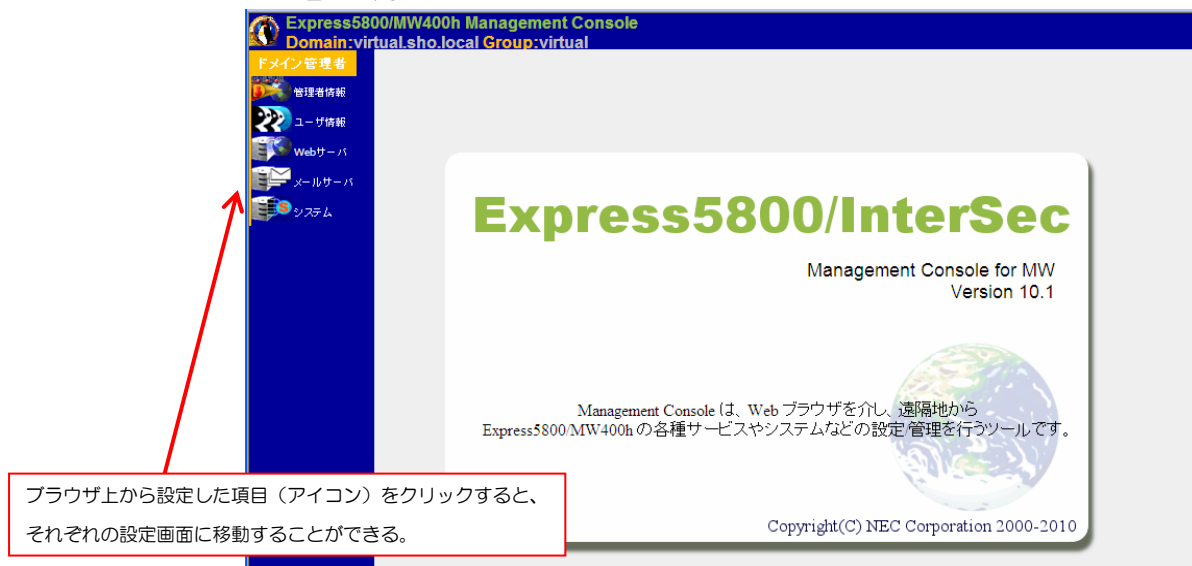 Express5800/MW400h Management Console
Domain:virtual.sho.local Group:virtual
ドメイン管理者
管理者情報
ユーザ情報
Webサーバ
メールサーバ
システム
Express5800/InterSec
Management Console for MW
Version 10.1
Management Console は、Web ブラウザを介し、遠隔地から
Express5800/MW400h の各種サービスやシステムなどの設定/管理を行うツールです。
Copyright(C) NEC Corporation 2000-2010
ブラウザ上から設定した項目（アイコン）をクリックすると、
それぞれの設定画面に移動することができる。